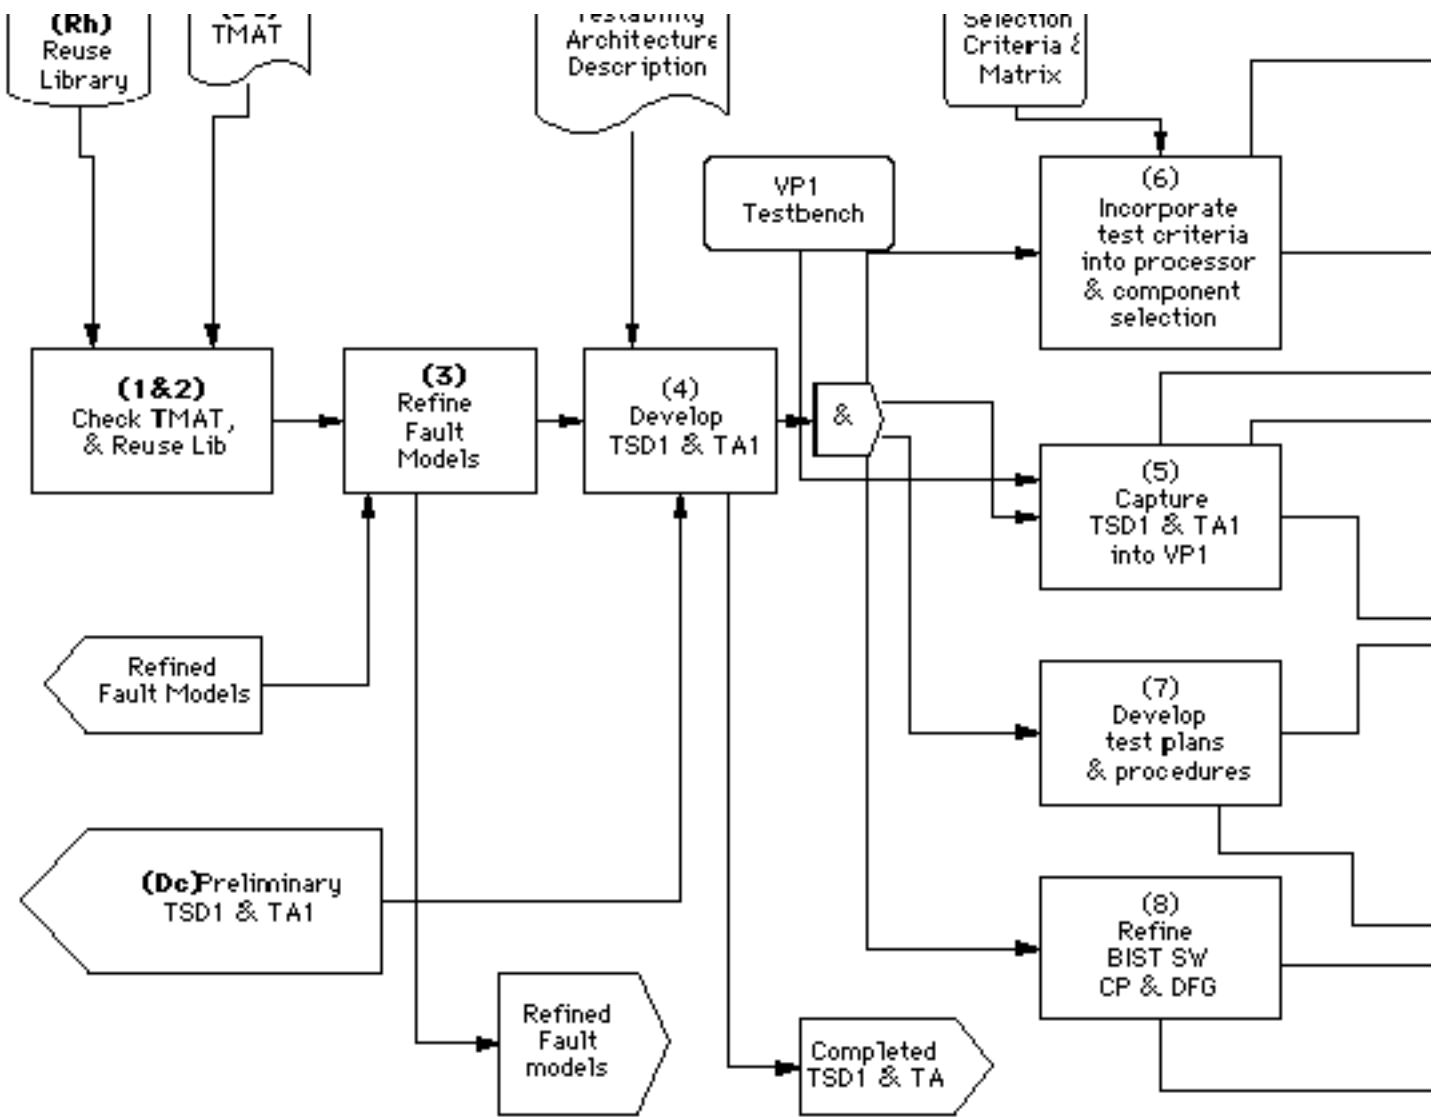 (Rh)
Reuse
Library
TMAT
Testability
Architecture
Description
Selection
Criteria &
Matrix
VP1
Testbench
(6)
Incorporate
test criteria
into processor
& component
selection
(1&2)
Check TMAT,
& Reuse Lib
(3)
Refine
Fault
Models
(4)
Develop
TSD1 & TA1
&
(5)
Capture
TSD1 & TA1
into VP1
Refined
Fault Models
(7)
Develop
test plans
& procedures
(Dc)Preliminary
TSD1 & TA1
(8)
Refine
BIST SW
CP & DFG
Refined
Fault
models
Completed
TSD1 & TA